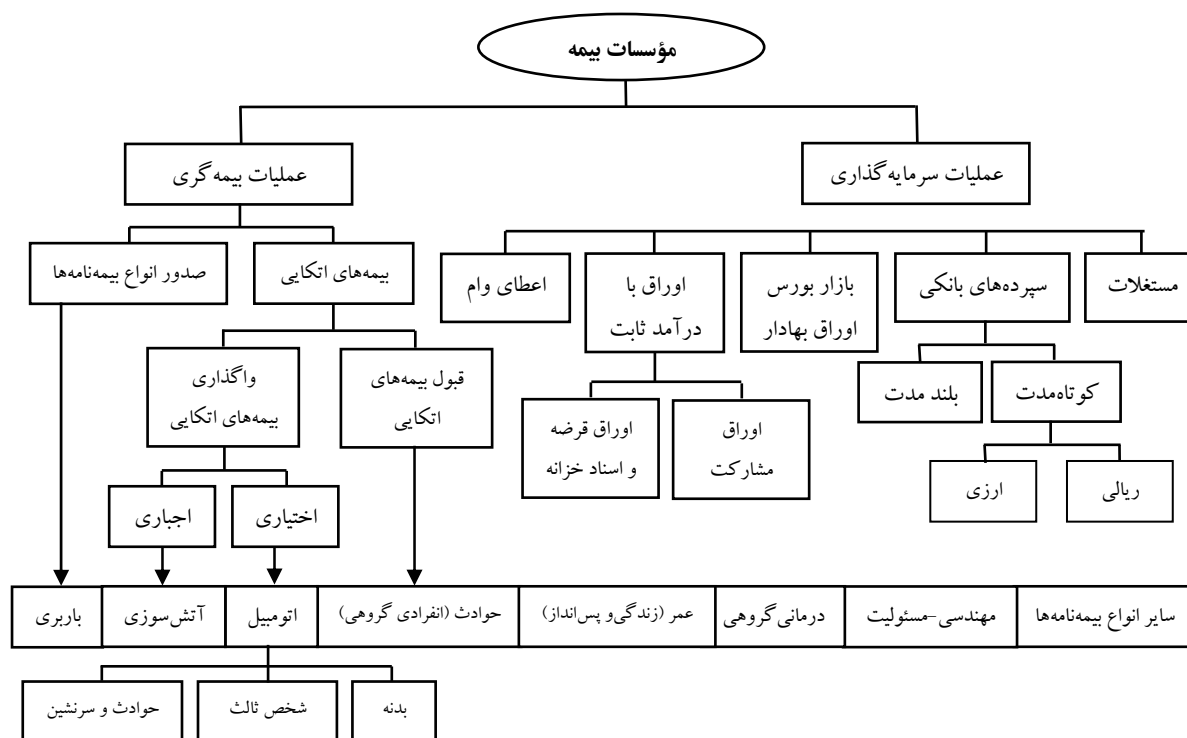 مؤسسات بیمه
عملیات سرمایه‌گذاری
عملیات بیمه‌گری
مستغلات
سپرده‌های بانکی
بازار بورس
اوراق بهادار
اوراق با
درآمد ثابت
اعطای وام
بیمه‌های اتکایی
صدور انواع بیمه‌نامه‌ها
کوتاه‌مدت
بلند مدت
قبول بیمه‌های
اتکایی
واگذاری
بیمه‌های اتکایی
اوراق
مشارکت
اوراق قرضه
و اسناد خزانه
ریالی
ارزی
اختیاری
اجباری
سایر انواع بیمه‌نامه‌ها
مهندسی-مسئولیت
درمانی گروهی
عمر (زندگی و پس‌انداز)
حوادث (انفرادی گروهی)
اتومبیل
آتش‌سوزی
باربری
بدنه
شخص ثالث
حوادث و سرنشین